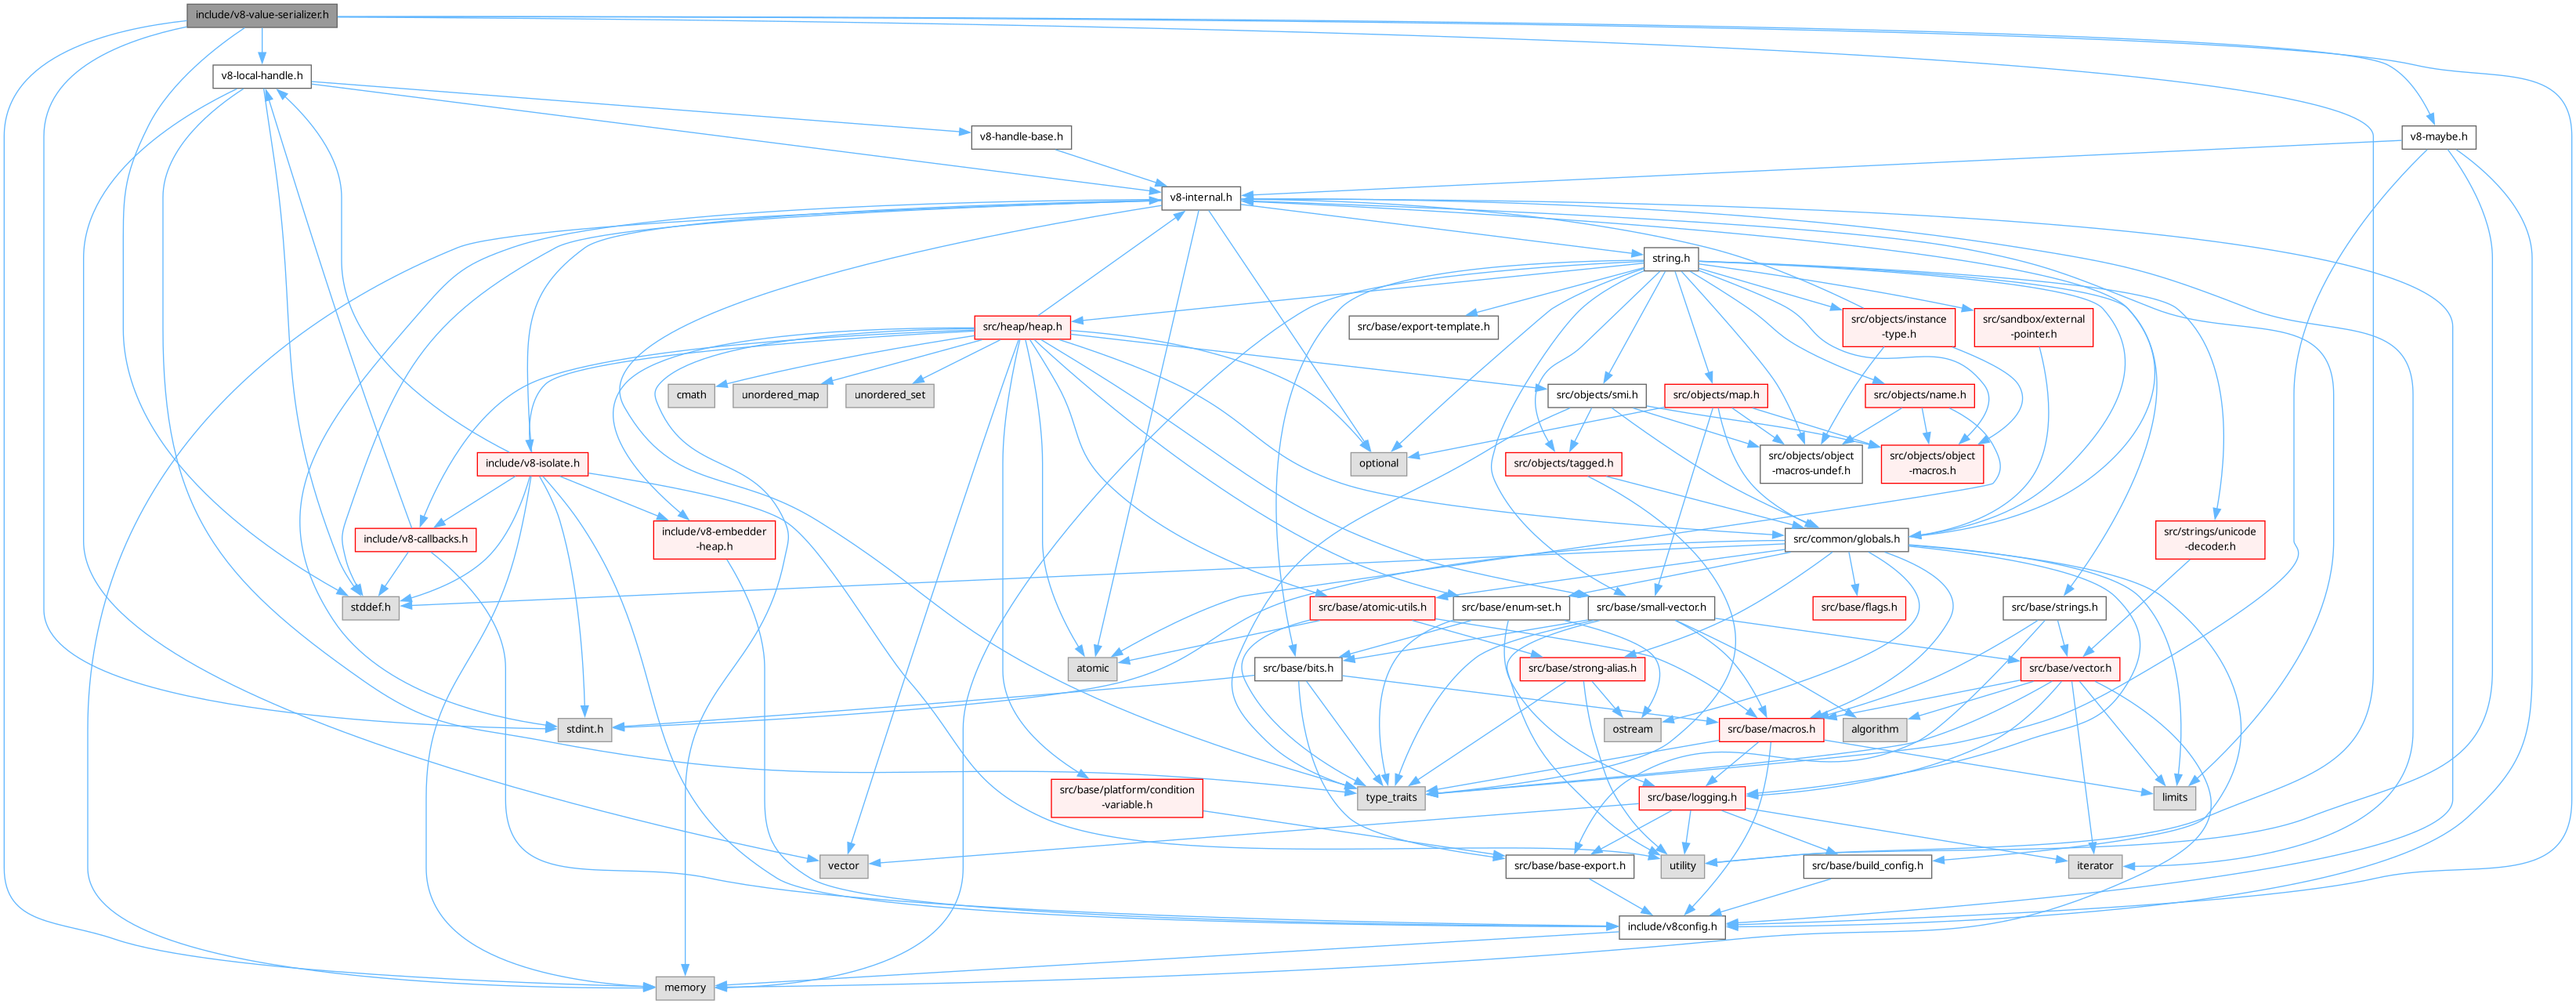 include/v8-value-serializer.h
v8-local-handle.h
v8-handle-base.h
v8-maybe.h
v8-internal.h
string.h
src/heap/heap.h
src/base/export-template.h
src/objects/instance
-type.h
src/sandbox/external
-pointer.h
cmath
unordered_map
unordered_set
src/objects/smi.h
src/objects/map.h
src/objects/name.h
include/v8-isolate.h
optional
src/objects/tagged.h
src/objects/object
-macros-undef.h
src/objects/object
-macros.h
include/v8-callbacks.h
include/v8-embedder
-heap.h
src/common/globals.h
src/strings/unicode
-decoder.h
stddef.h
src/base/atomic-utils.h
src/base/enum-set.h
src/base/small-vector.h
src/base/flags.h
src/base/strings.h
atomic
src/base/bits.h
src/base/strong-alias.h
src/base/vector.h
stdint.h
ostream
src/base/macros.h
algorithm
src/base/platform/condition
-variable.h
type_traits
src/base/logging.h
limits
vector
src/base/base-export.h
utility
src/base/build_config.h
iterator
include/v8config.h
memory